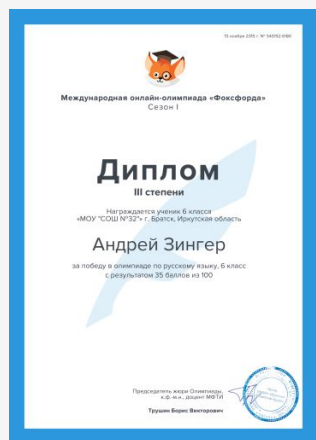 Международная онлайн-олимпиада «Фоксфорда»
Сезон I
Диплом
III степени
Награждается ученик 6 класса
«МОУ "СОШ №32"» г. Братск, Иркутская область
Андрей Зингер
за победу в олимпиаде по русскому языку, 6 класс
с результатом 35 баллов из 100
Председатель жюри Олимпиады,
к.ф.-м.н., доцент МФТИ
Трушин Борис Викторович